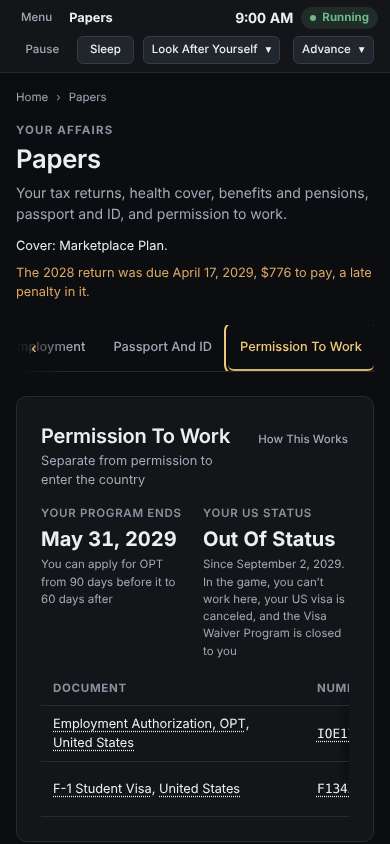 Menu Papers 9:00 AM Running
Pause Sleep Look After Yourself Advance
Home › Papers
YOUR AFFAIRS
Papers
Your tax returns, health cover, benefits and pensions,
passport and ID, and permission to work.
Cover: Marketplace Plan.
The 2028 return was due April 17, 2029, $776 to pay, a late
penalty in it.
Passport And ID Permission To Work
Permission To Work How This Works
Separate from permission to
enter the country
YOUR PROGRAM ENDS
May 31, 2029
You can apply for OPT
from 90 days before it to
60 days after
YOUR US STATUS
Out Of Status
Since September 2, 2029.
In the game, you can't
work here, your US visa is
canceled, and the Visa
Waiver Program is closed
to you
DOCUMENT
Employment Authorization, OPT,
United States
F-1 Student Visa, United States F134